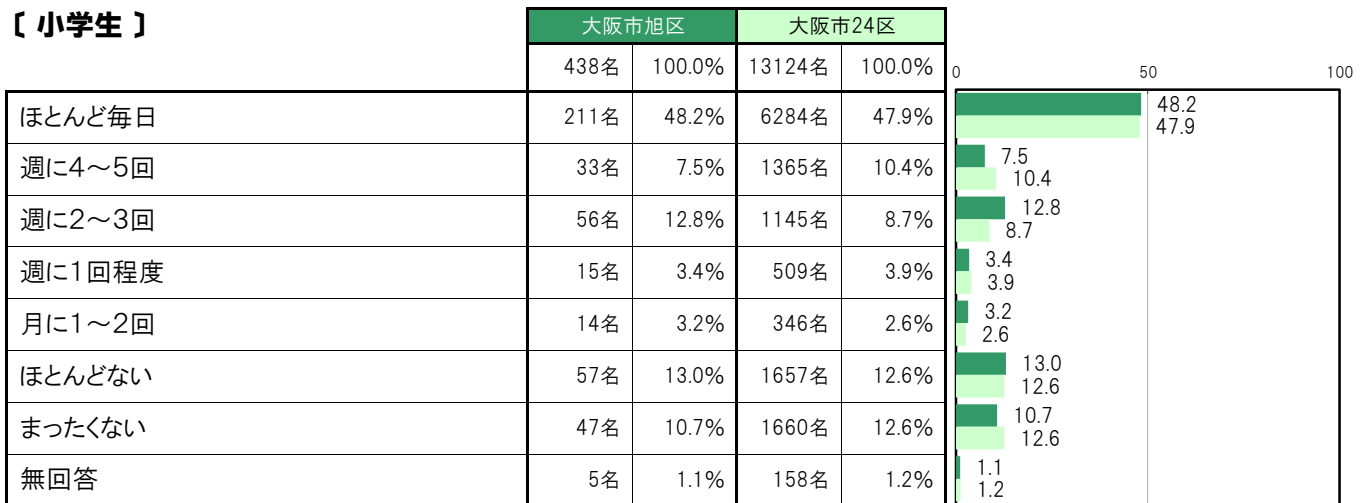 〔 小学生 〕
大阪市旭区 大阪市24区
438名 100.0% 13124名 100.0% 0 50 100
ほとんど毎日 211名 48.2% 6284名 47.9% 48.2
47.9
週に4～5回 33名 7.5% 1365名 10.4% 7.5
10.4
週に2～3回 56名 12.8% 1145名 8.7% 12.8
8.7
週に1回程度 15名 3.4% 509名 3.9% 3.4
3.9
月に1～2回 14名 3.2% 346名 2.6% 3.2
2.6
ほとんどない 57名 13.0% 1657名 12.6% 13.0
12.6
まったくない 47名 10.7% 1660名 12.6% 10.7
12.6
無回答 5名 1.1% 158名 1.2% 1.1
1.2